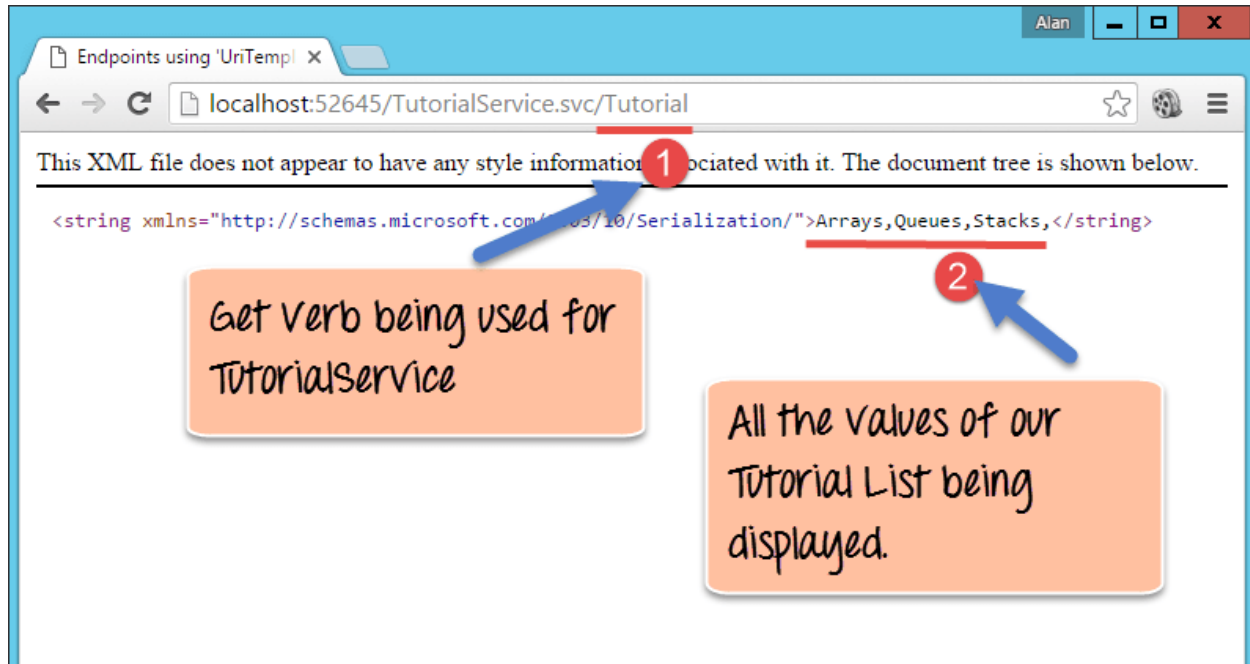 Alan
Endpoints using 'UriTempl
localhost:52645/TutorialService.svc/Tutorial
This XML file does not appear to have any style information ociated with it. The document tree is shown below.
1
<string xmlns="http://schemas.microsoft.com/ 03/10/Serialization/">Arrays,Queues,Stacks,</string>
2
Get Verb being used for
TutorialService
All the values of our
Tutorial List being
displayed.